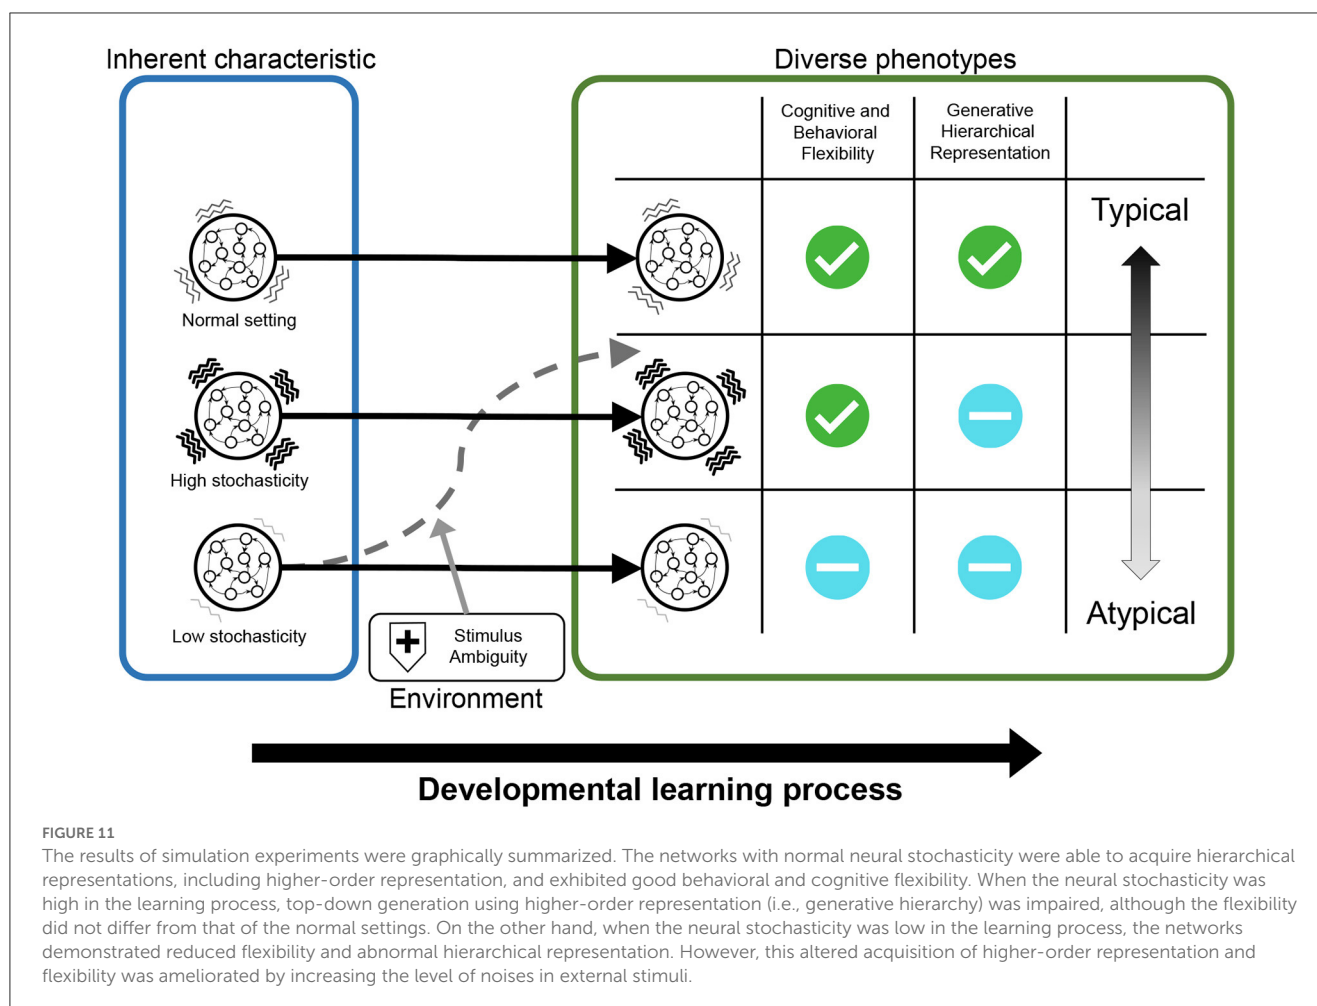 Inherent characteristic
Diverse phenotypes
Cognitive and
Behavioral
Flexibility
Generative
Hierarchical
Representation
Typical
Normal setting
High stochasticity
Low stochasticity
Stimulus
Ambiguity
Environment
Atypical
Developmental learning process
FIGURE 11
The results of simulation experiments were graphically summarized. The networks with normal neural stochasticity were able to acquire hierarchical
representations, including higher-order representation, and exhibited good behavioral and cognitive flexibility. When the neural stochasticity was
high in the learning process, top-down generation using higher-order representation (i.e., generative hierarchy) was impaired, although the flexibility
did not differ from that of the normal settings. On the other hand, when the neural stochasticity was low in the learning process, the networks
demonstrated reduced flexibility and abnormal hierarchical representation. However, this altered acquisition of higher-order representation and
flexibility was ameliorated by increasing the level of noises in external stimuli.